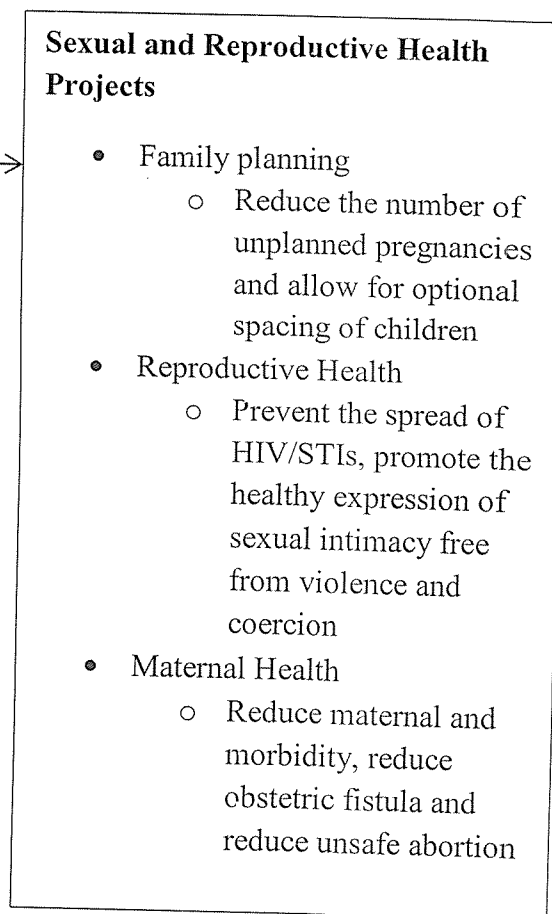 Sexual and Reproductive Health
Projects
• Family planning
o Reduce the number of
unplanned pregnancies
and allow for optional
spacing of children
• Reproductive Health
o Prevent the spread of
HIV/STIs, promote the
healthy expression of
sexual intimacy free
from violence and
coercion
• Maternal Health
o Reduce maternal and
morbidity, reduce
obstetric fistula and
reduce unsafe abortion